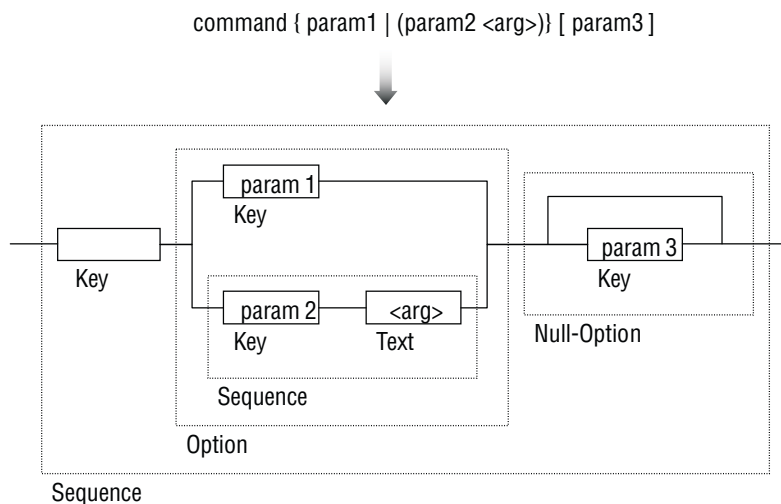 command { param1 | (param2 <arg>)} [ param3 ]
param 1
Key
Key
param 2
<arg>
Key
Text
Sequence
Option
param 3
Key
Null-Option
Sequence